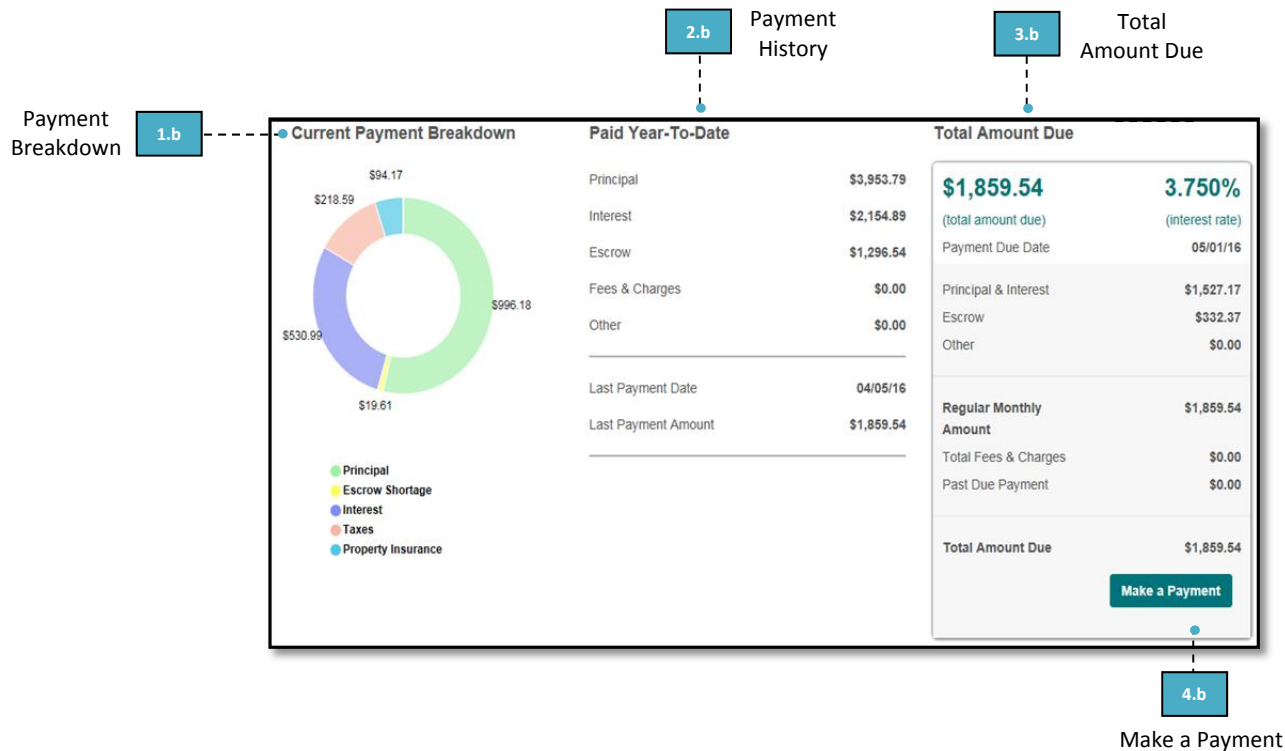 2.b
Payment
History
3.b
Total
Amount Due
Payment
Breakdown
1.b
Current Payment Breakdown
$94.17
$218.59
$996.18
$530.99
$19.61
Principal
Escrow Shortage
Interest
Taxes
Property Insurance
Paid Year-To-Date
Principal $3,953.79
Interest $2,154.89
Escrow $1,296.54
Fees & Charges $0.00
Other $0.00
Last Payment Date 04/05/16
Last Payment Amount $1,859.54
Total Amount Due
$1,859.54 3.750%
(total amount due) (interest rate)
Payment Due Date 05/01/16
Principal & Interest $1,527.17
Escrow $332.37
Other $0.00
Regular Monthly $1,859.54
Amount
Total Fees & Charges $0.00
Past Due Payment $0.00
Total Amount Due $1,859.54
Make a Payment
4.b
Make a Payment